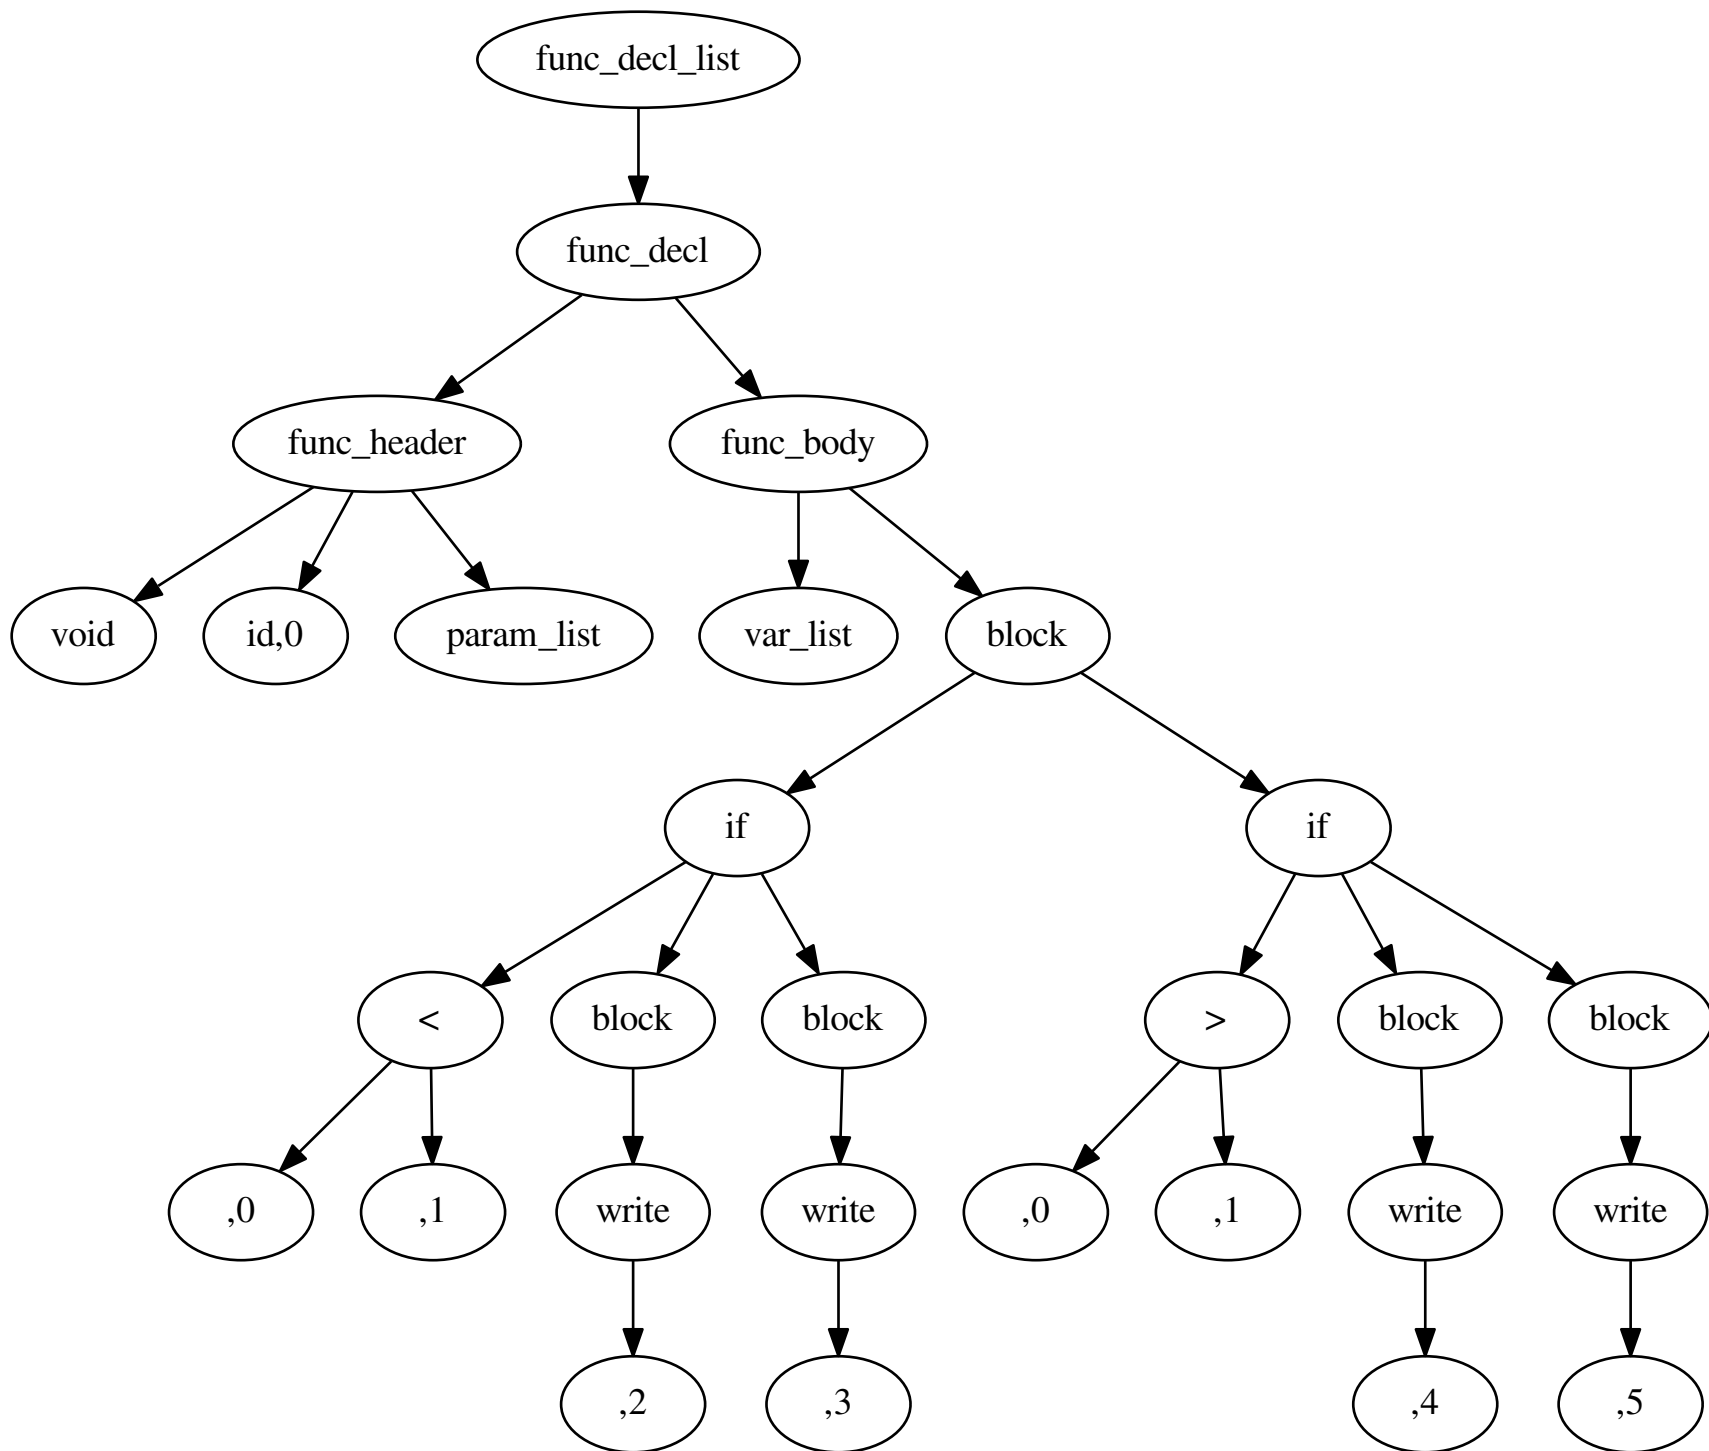 func_decl_list
func_decl
func_header
func_body
void
id,0
param_list
var_list
block
if
if
<
block
block
>
block
block
,0
,1
write
write
,0
,1
write
write
,2
,3
,4
,5